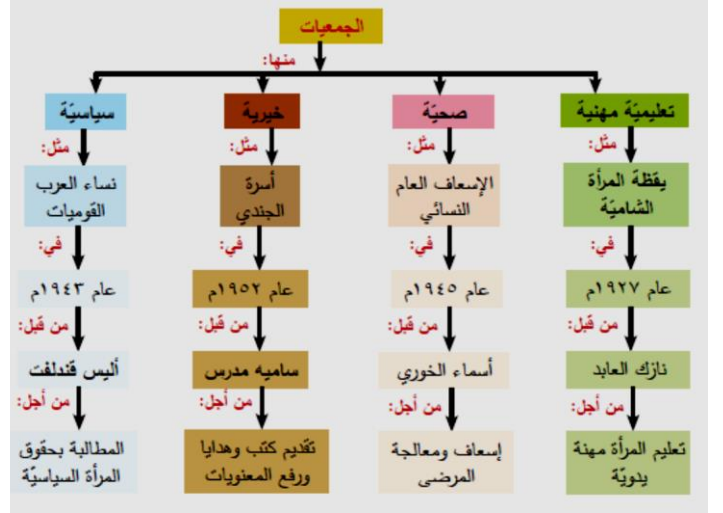 الجمعيات
منها:
تعليميّة مهنية
مثل:
يقظة المرأة
الشاميّة
في:
عام ١٩٢٧م
من قبل:
نازك العابد
من أجل:
تعليم المرأة مهنة
يدويّة
صحيّة
مثل:
الإسعاف العام
النسائي
في:
عام ١٩٤٥م
من قبل:
أسماء الخوري
من أجل:
إسعاف ومعالجة
المرضى
خيرية
مثل:
أسرة
الجندي
في:
عام ١٩٥٢م
من قبل:
ساميه مدرس
من أجل:
تقديم كتب وهدايا
ورفع المعنويات
سياسيّة
مثل:
نساء العرب
القوميات
في:
عام ١٩٤٣م
من قبل:
أليس قندلفت
من أجل:
المطالبة بحقوق
المرأة السياسيّة